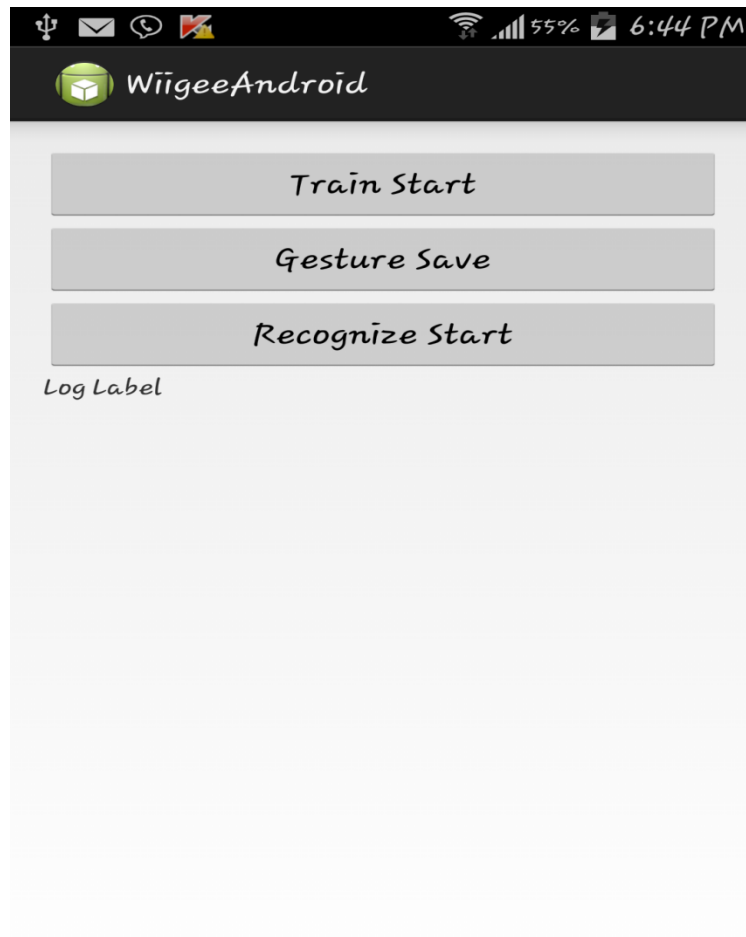 55% 6:44 PM
WiigeeAndroid
Train Start
Gesture Save
Recognize Start
Log Label